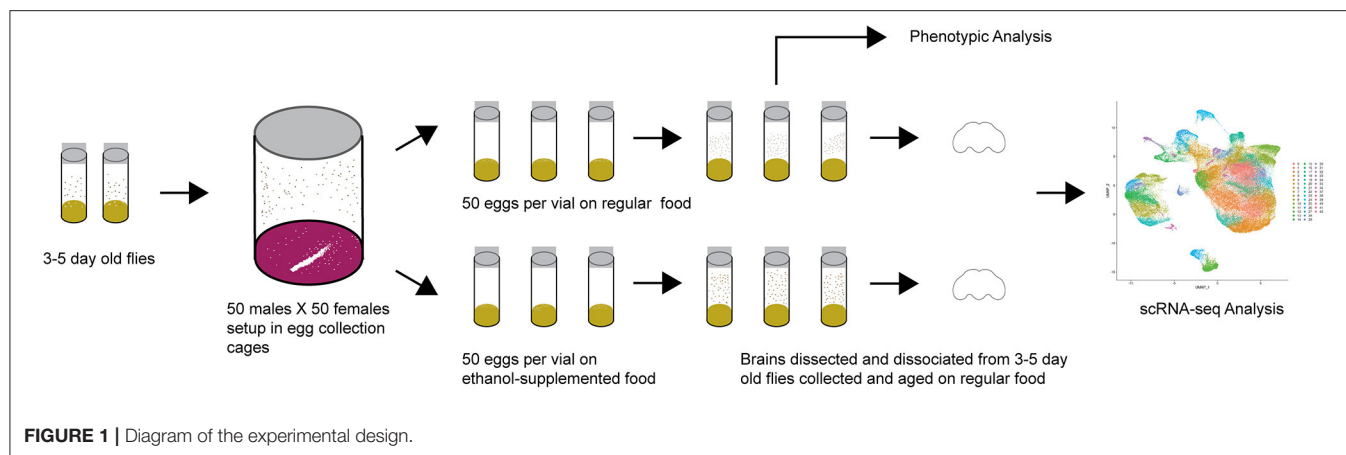 Phenotypic Analysis
3-5 day old flies
50 males X 50 females
setup in egg collection
cages
50 eggs per vial on regular food
50 eggs per vial on
ethanol-supplemented food
Brains dissected and dissociated from 3-5 day
old flies collected and aged on regular food
UMAP_2
UMAP_1
scRNA-seq Analysis
FIGURE 1 | Diagram of the experimental design.